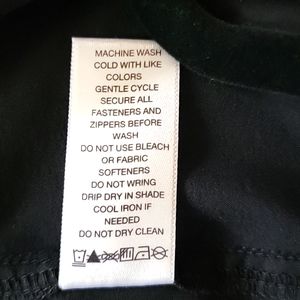 MACHINE WASH
COLD WITH LIKE
COLORS
GENTLE CYCLE
SECURE ALL
FASTENERS AND
ZIPPERS BEFORE
WASH
DO NOT USE BLEACH
OR FABRIC
SOFTENERS
DO NOT WRING
DRIP DRY IN SHADE
COOL IRON IF
NEEDED
DO NOT DRY CLEAN